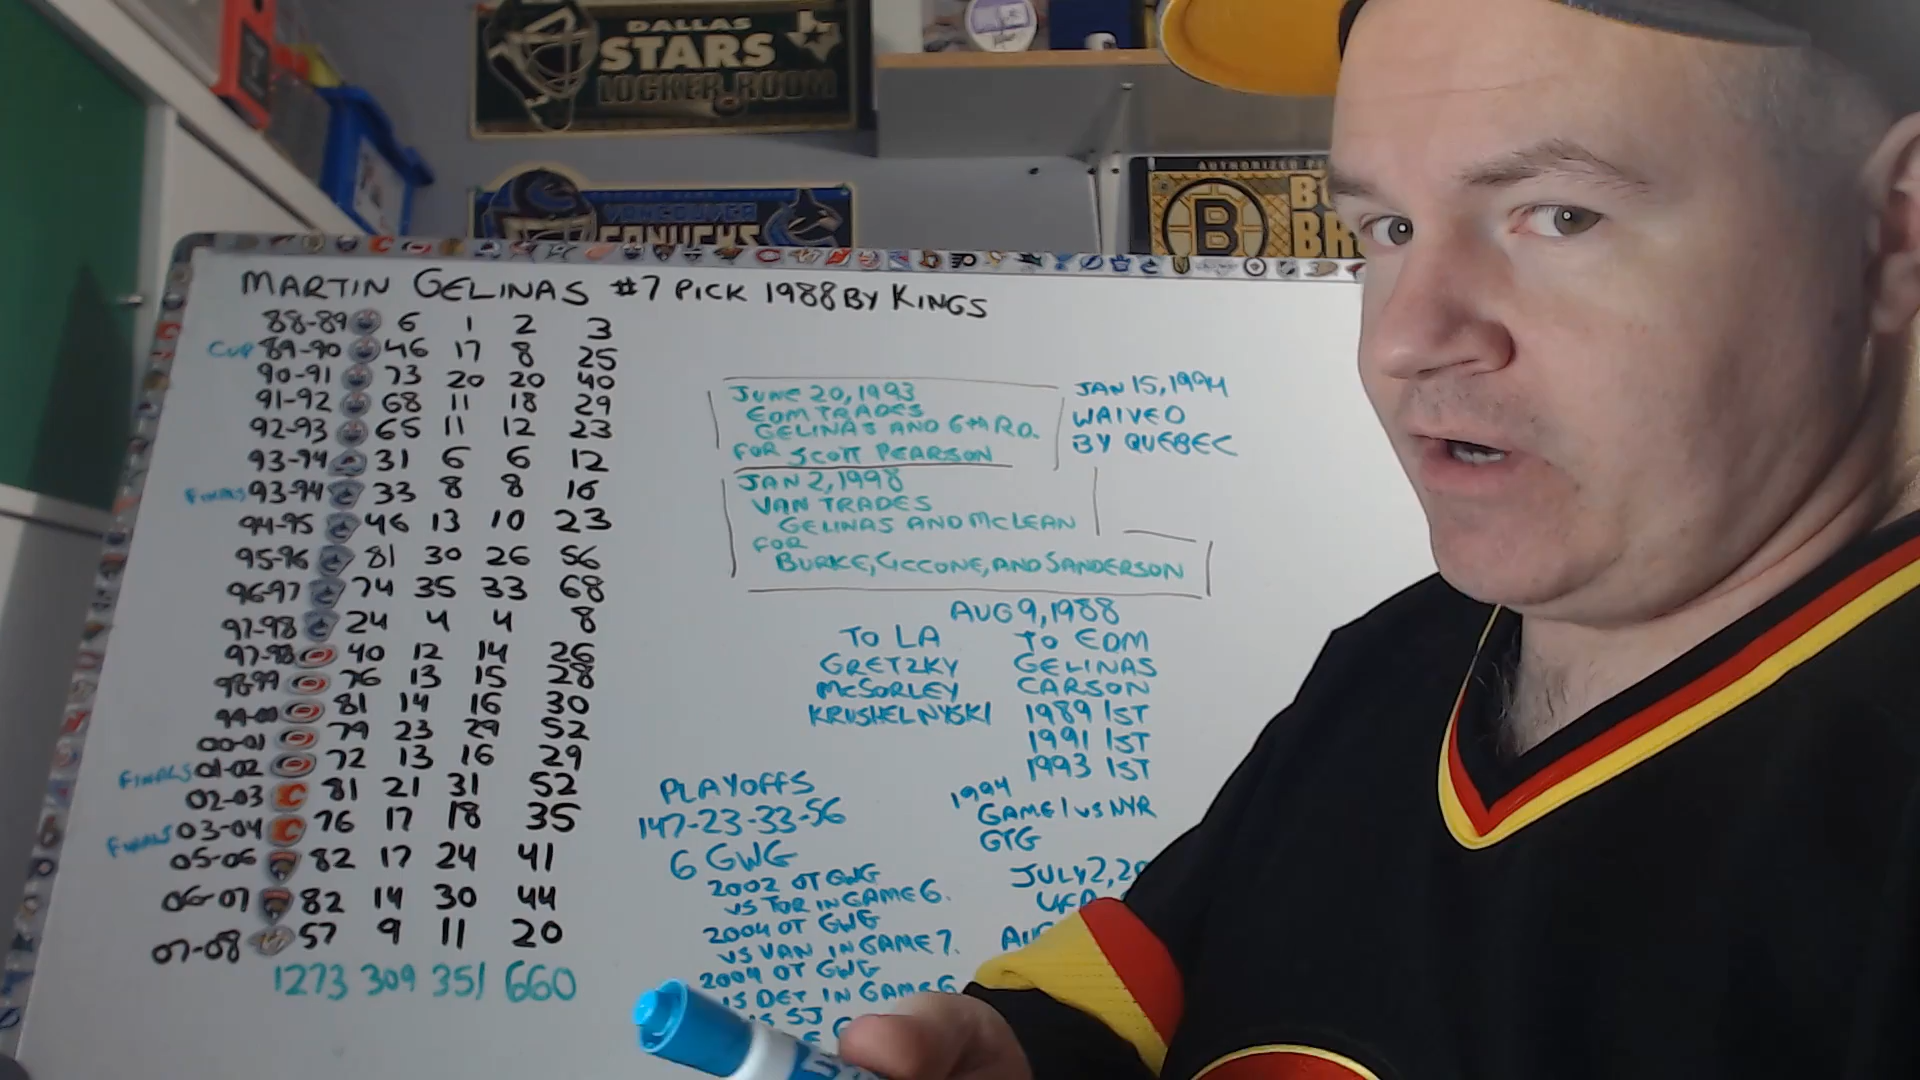 DALLAS
STARS
LOCKER ROOM
VANCOUVER
CANUCKS
AUTHORIZED
B
MARTIN GELINAS #7 PICK 1988 BY KINGS
88-89 6 1 2 3
CUP 89-90 46 17 8 25
90-91 73 20 20 40
91-92 68 11 18 29
92-93 65 11 12 23
93-94 31 6 6 12
FINALS 93-94 33 8 8 16
94-95 46 13 10 23
95-96 81 30 26 56
96-97 74 35 33 68
97-98 24 4 4 8
97-98 40 12 14 26
98-99 76 13 15 28
99-00 81 14 16 30
00-01 79 23 29 52
FINALS 01-02 72 13 16 29
02-03 81 21 31 52
FINALS 03-04 76 17 18 35
05-06 82 17 24 41
06-07 82 14 30 44
07-08 57 9 11 20
1273 309 351 660
JUNE 20, 1993
EDM TRADES
GELINAS AND 6TH RD.
FOR SCOTT PEARSON
JAN 15, 1994
WAIVED
BY QUEBEC
JAN 2, 1998
VAN TRADES
GELINAS AND MCLEAN
FOR
BURKE, CICCONE, AND SANDERSON
AUG 9, 1988
TO LA TO EDM
GRETZKY GELINAS
MCSORLEY CARSON
KRUSHELNYSKI 1989 1ST
1991 1ST
1993 1ST
PLAYOFFS
147-23-33-56
6 GWG
2002 OT GWG
VS TOR IN GAME 6.
2004 OT GWG
VS VAN IN GAME 7.
2004 OT GWG
VS DET IN GAME 6
VS SJ
1994
GAME 1 VS NYR
GTG
JULY 2, 20
UFA
AUG